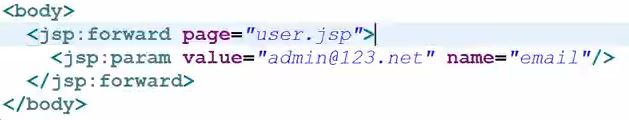 <body>
<jsp:forward page="user.jsp">
<jsp:param value="admin@123.net" name="email"/>
</jsp:forward>
</body>